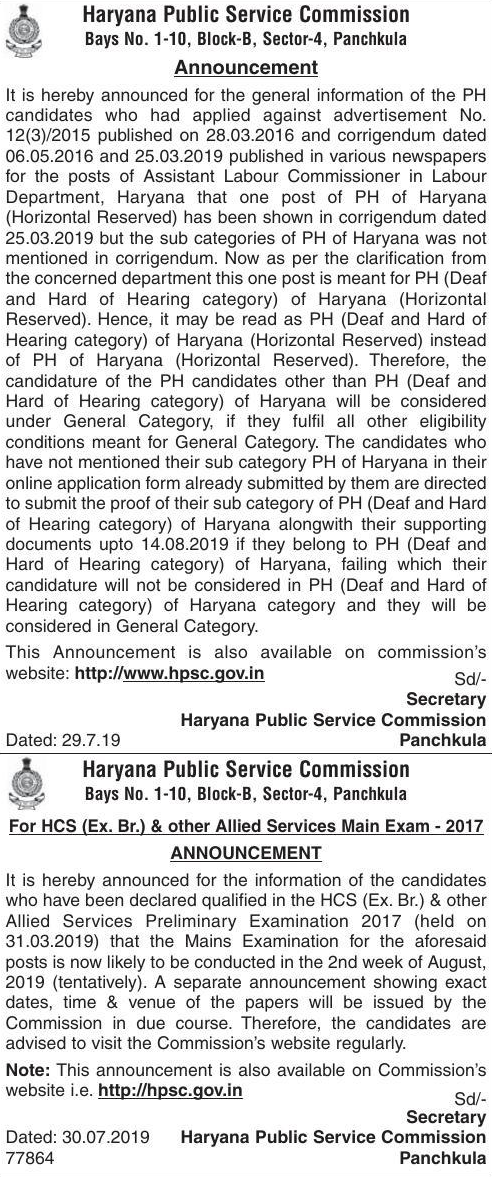 Haryana Public Service Commission
Bays No. 1-10, Block-B, Sector-4, Panchkula
Announcement
It is hereby announced for the general information of the PH
candidates who had applied against advertisement No.
12(3)/2015 published on 28.03.2016 and corrigendum dated
06.05.2016 and 25.03.2019 published in various newspapers
for the posts of Assistant Labour Commissioner in Labour
Department, Haryana that one post of PH of Haryana
(Horizontal Reserved) has been shown in corrigendum dated
25.03.2019 but the sub categories of PH of Haryana was not
mentioned in corrigendum. Now as per the clarification from
the concerned department this one post is meant for PH (Deaf
and Hard of Hearing category) of Haryana (Horizontal
Reserved). Hence, it may be read as PH (Deaf and Hard of
Hearing category) of Haryana (Horizontal Reserved) instead
of PH of Haryana (Horizontal Reserved). Therefore, the
candidature of the PH candidates other than PH (Deaf and
Hard of Hearing category) of Haryana will be considered
under General Category, if they fulfil all other eligibility
conditions meant for General Category. The candidates who
have not mentioned their sub category PH of Haryana in their
online application form already submitted by them are directed
to submit the proof of their sub category of PH (Deaf and Hard
of Hearing category) of Haryana alongwith their supporting
documents upto 14.08.2019 if they belong to PH (Deaf and
Hard of Hearing category) of Haryana, failing which their
candidature will not be considered in PH (Deaf and Hard of
Hearing category) of Haryana category and they will be
considered in General Category.
This Announcement is also available on commission's
website: http://www.hpsc.gov.in
Sd/-
Secretary
Haryana Public Service Commission
Dated: 29.7.19 Panchkula
Haryana Public Service Commission
Bays No. 1-10, Block-B, Sector-4, Panchkula
For HCS (Ex. Br.) & other Allied Services Main Exam - 2017
ANNOUNCEMENT
It is hereby announced for the information of the candidates
who have been declared qualified in the HCS (Ex. Br.) & other
Allied Services Preliminary Examination 2017 (held on
31.03.2019) that the Mains Examination for the aforesaid
posts is now likely to be conducted in the 2nd week of August,
2019 (tentatively). A separate announcement showing exact
dates, time & venue of the papers will be issued by the
Commission in due course. Therefore, the candidates are
advised to visit the Commission's website regularly.
Note: This announcement is also available on Commission's
website i.e. http://hpsc.gov.in
Sd/-
Secretary
Dated: 30.07.2019 Haryana Public Service Commission
77864 Panchkula